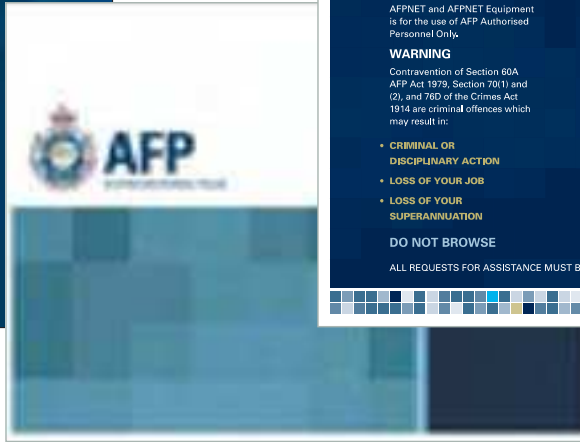 AFP
AFPNET and AFPNET Equipment
is for the use of AFP Authorised
Personnel Only.
WARNING
Contravention of Section 60A
AFP Act 1979, Section 70(1) and
(2), and 76D of the Crimes Act
1914 are criminal offences which
may result in:
• CRIMINAL OR
DISCIPLINARY ACTION
• LOSS OF YOUR JOB
• LOSS OF YOUR
SUPERANNUATION
DO NOT BROWSE
ALL REQUESTS FOR ASSISTANCE MUST B